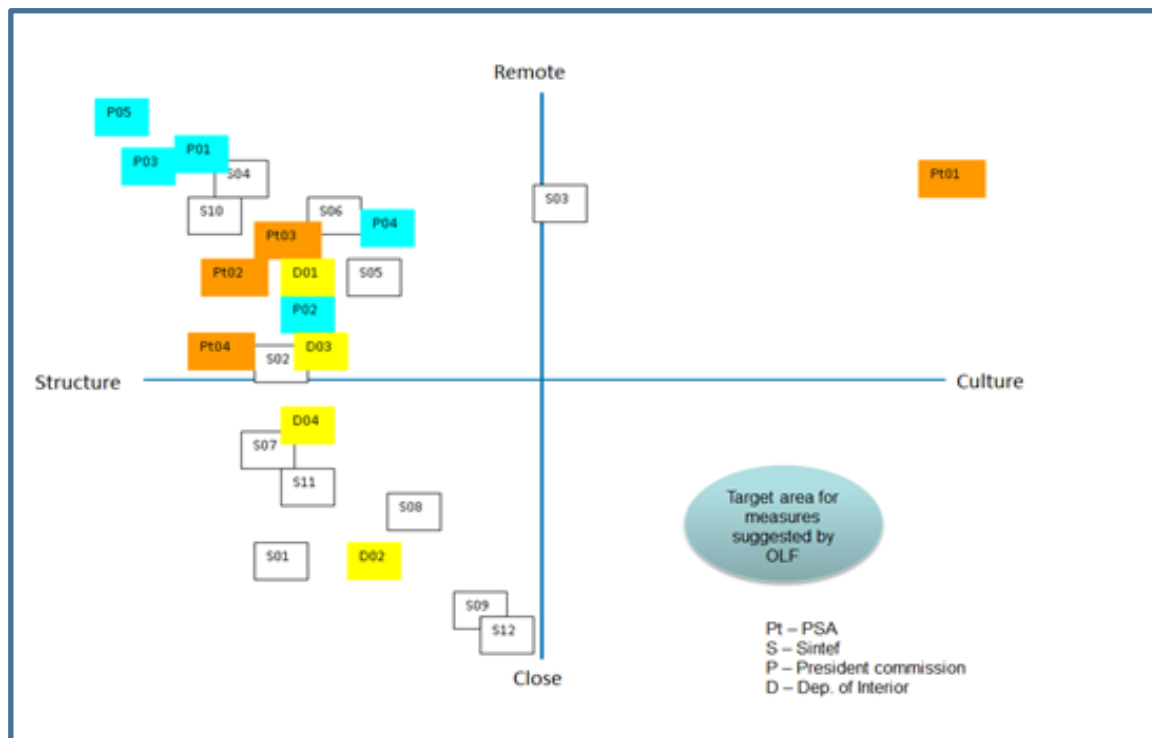 Remote
P05
P01
P03
S04
Pt01
S10
S06
S03
P04
Pt03
Pt02
D01
S05
P02
Pt04
S02
D03
Structure
Culture
D04
S07
S11
S08
S01
D02
S09
S12
Close
Target area for
measures
suggested by
OLF
Pt – PSA
S – Sintef
P – President commission
D – Dep. of Interior